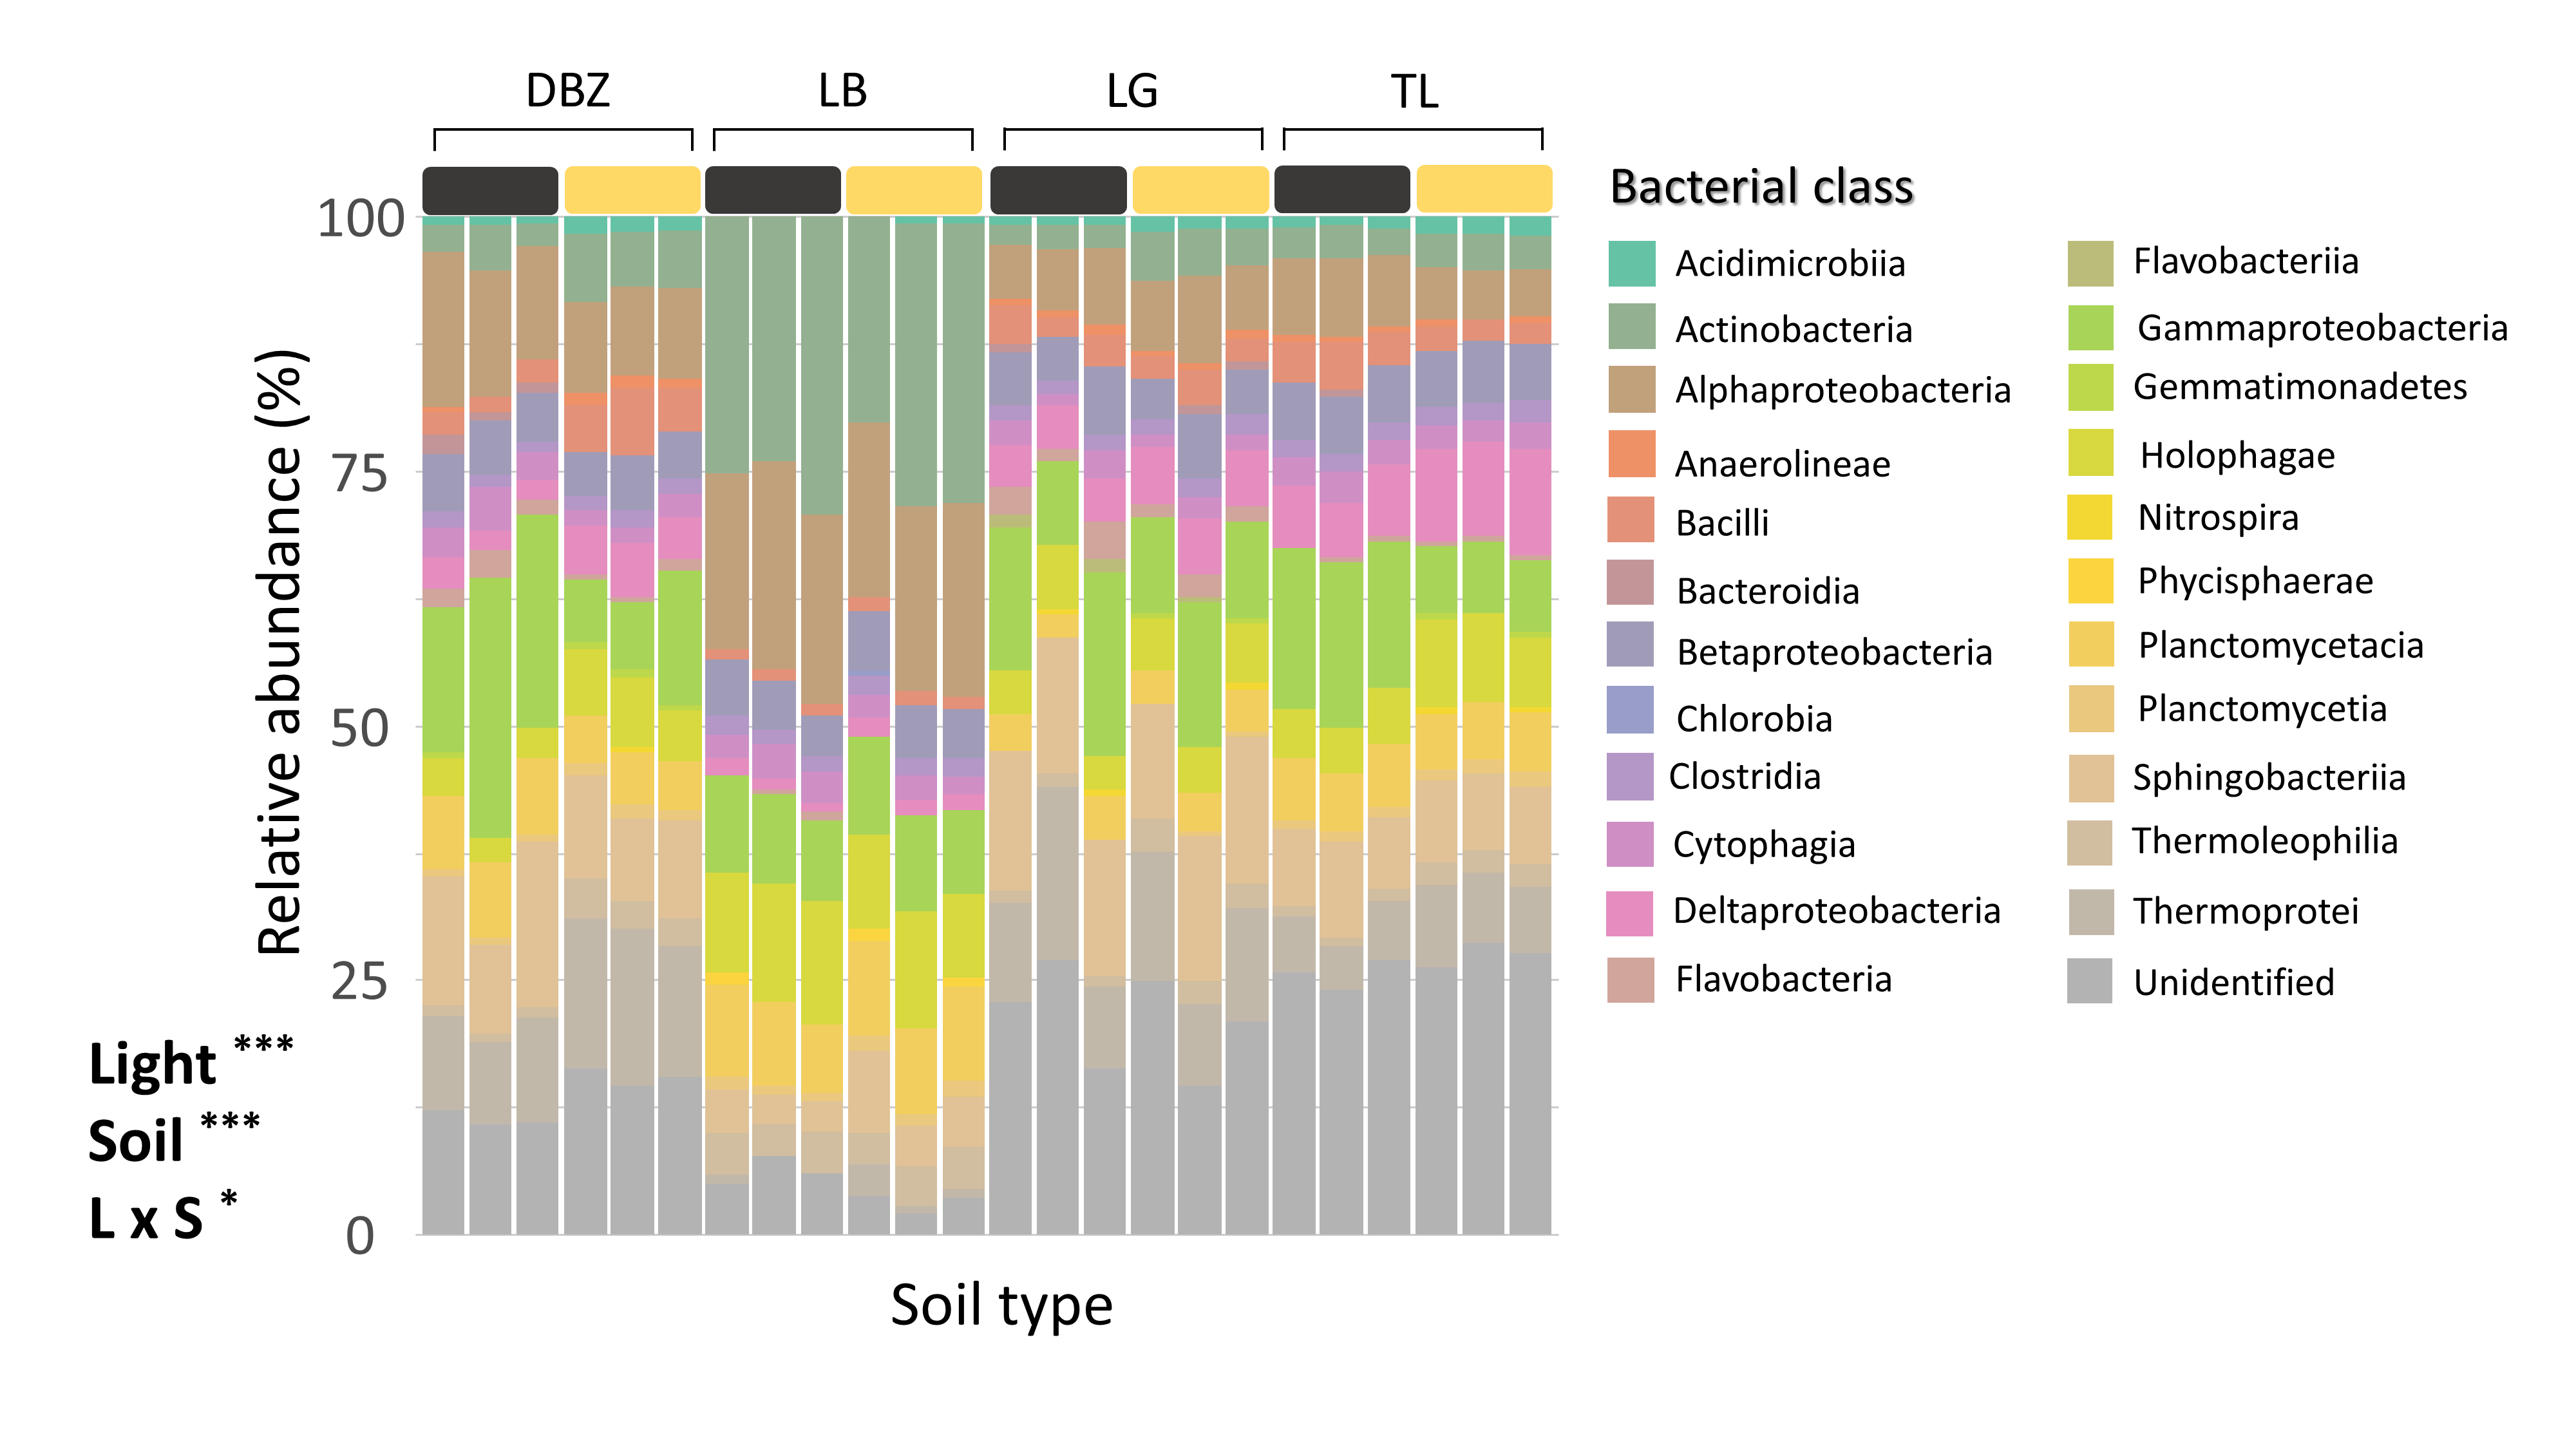 DBZ LB LG TL
100
75
50
25
0
Relative abundance (%)
Soil type
Light ***
Soil ***
L x S *
Bacterial class
Acidimicrobiia
Actinobacteria
Alphaproteobacteria
Anaerolineae
Bacilli
Bacteroidia
Betaproteobacteria
Chlorobia
Clostridia
Cytophagia
Deltaproteobacteria
Flavobacteria
Flavobacteriia
Gammaproteobacteria
Gemmatimonadetes
Holophagae
Nitrospira
Phycisphaerae
Planctomycetacia
Planctomycetia
Sphingobacteriia
Thermoleophilia
Thermoprotei
Unidentified